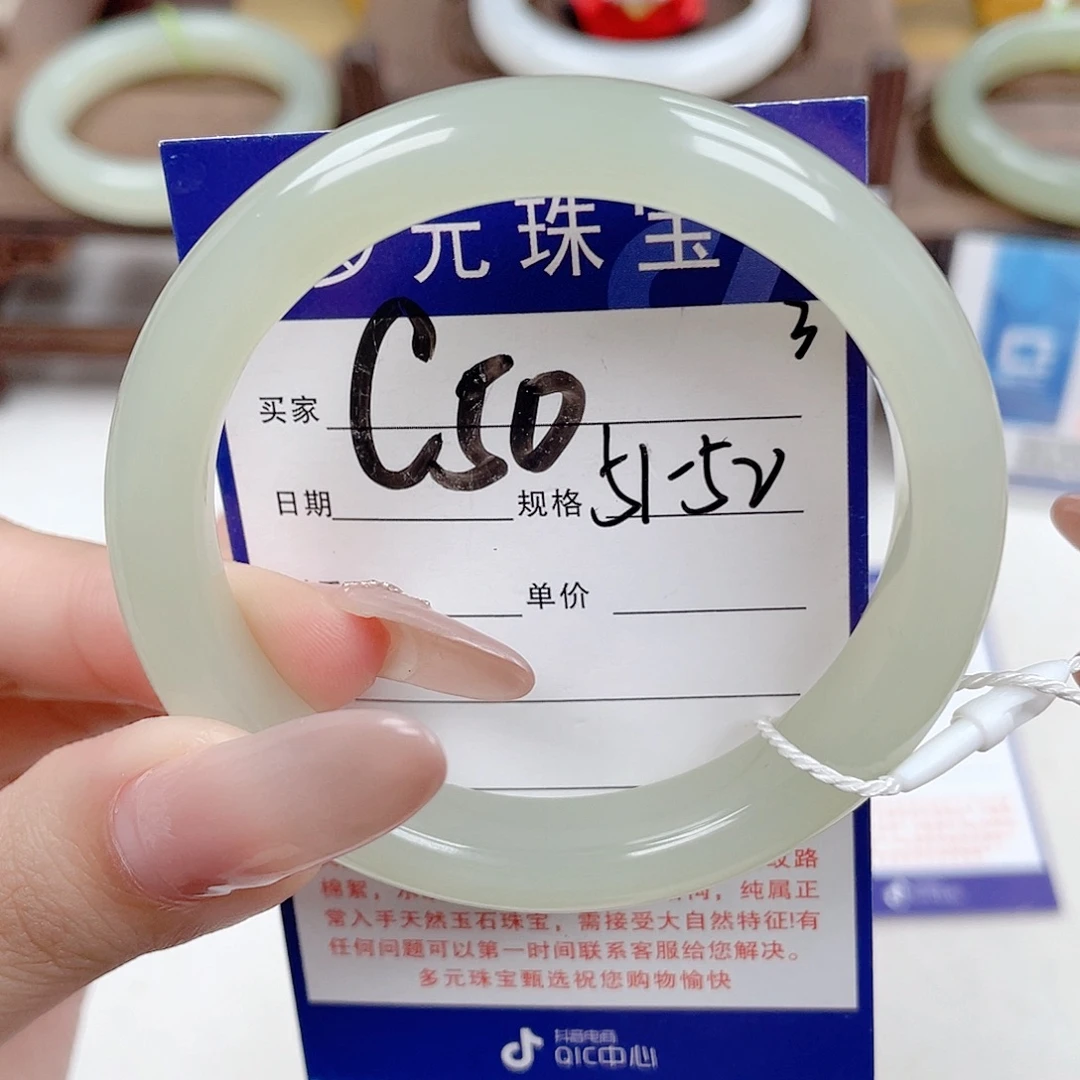 多元珠宝
3
买家 C50
日期 规格 51-52
单价
纹路
棉絮，
，纯属正
常入手天然玉石珠宝，需接受大自然特征!有
任何问题可以第一时间联系客服给您解决。
多元珠宝甄选祝您购物愉快
抖音电商
QIC中心